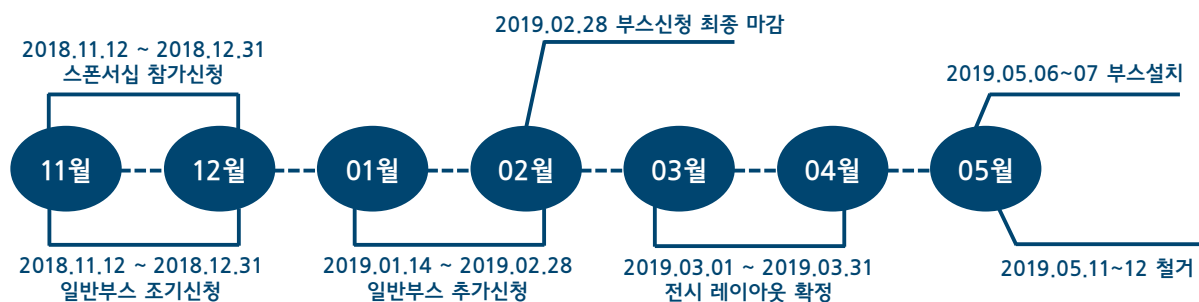 2019.02.28 부스신청 최종 마감
2018.11.12 ~ 2018.12.31
스폰서십 참가신청
2019.05.06~07 부스설치
11월
12월
01월
02월
03월
04월
05월
2018.11.12 ~ 2018.12.31
일반부스 조기신청
2019.01.14 ~ 2019.02.28
일반부스 추가신청
2019.03.01 ~ 2019.03.31
전시 레이아웃 확정
2019.05.11~12 철거